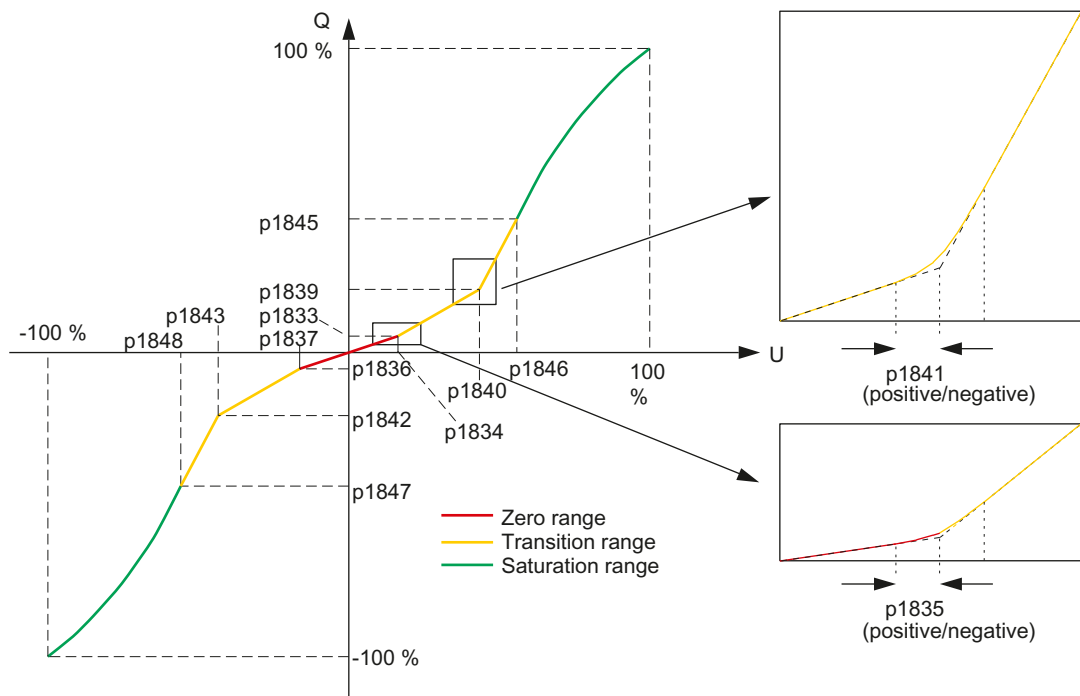 Q
100 %
p1845
p1839
p1843
p1833
-100 %
p1848
p1837
U
p1836
p1846
100
%
p1840
p1842
p1834
p1847
Zero range
Transition range
Saturation range
-100 %
p1841
(positive/negative)
p1835
(positive/negative)